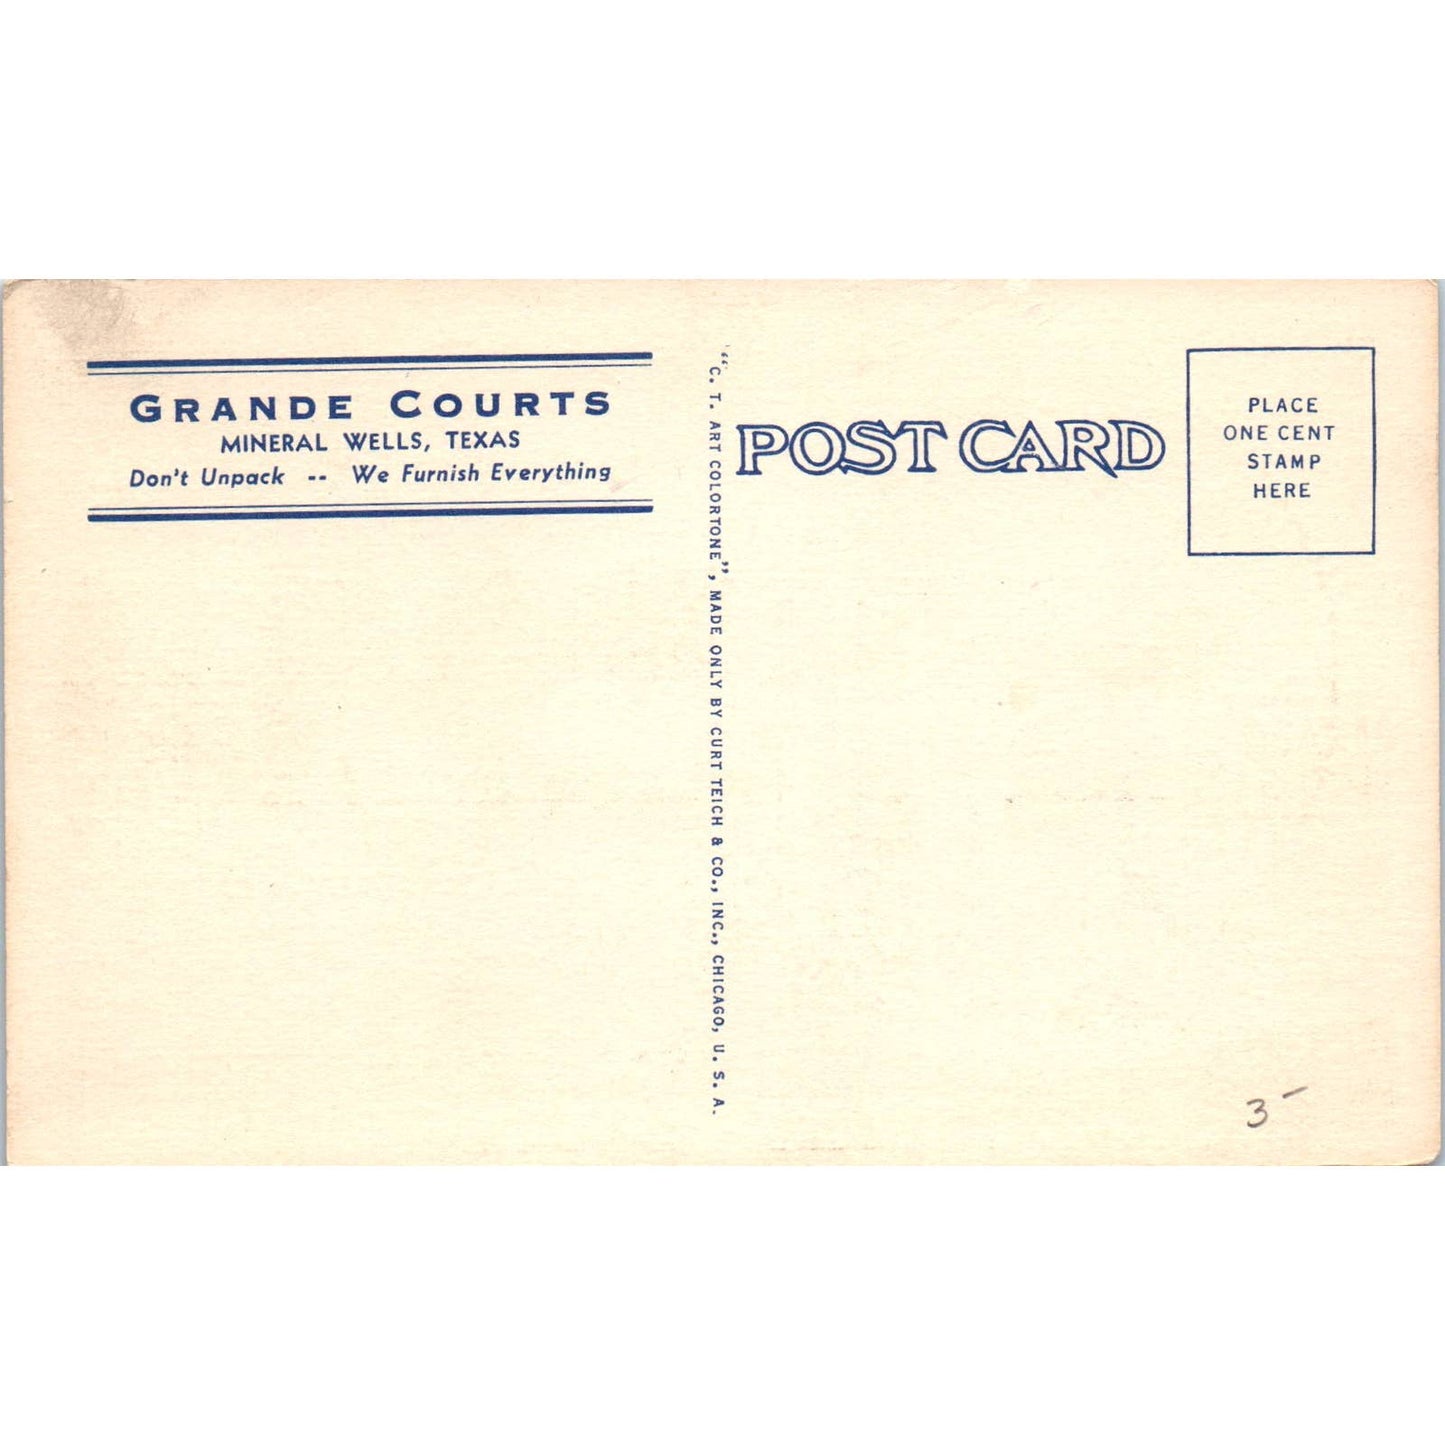 GRANDE COURTS
MINERAL WELLS, TEXAS
Don't Unpack -- We Furnish Everything
"C. T. ART COLORTONE", MADE ONLY BY CURT TEICH & CO., INC., CHICAGO, U. S. A.
POST CARD
PLACE
ONE CENT
STAMP
HERE
3-